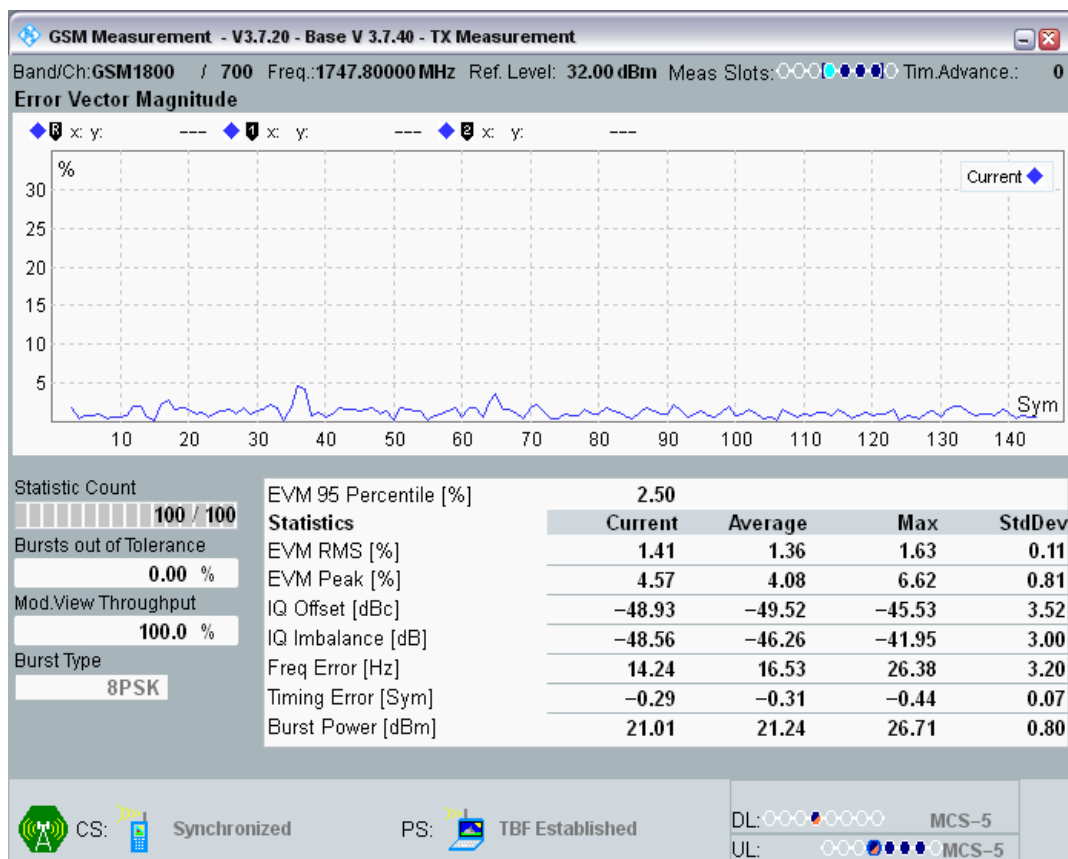 GSM Measurement - V3.7.20 - Base V 3.7.40 - TX Measurement
Band/Ch:GSM1800 / 700 Freq.:1747.80000 MHz Ref. Level: 32.00 dBm Meas Slots: Tim.Advance.: 0
Error Vector Magnitude
R x: y: --- 1 x: y: --- 2 x: y: ---
%
Current
30
25
20
15
10
5
Sym
10 20 30 40 50 60 70 80 90 100 110 120 130 140
Statistic Count
100 / 100
Bursts out of Tolerance
0.00 %
Mod.View Throughput
100.0 %
Burst Type
8PSK
EVM 95 Percentile [%] 2.50
Statistics Current Average Max StdDev
EVM RMS [%] 1.41 1.36 1.63 0.11
EVM Peak [%] 4.57 4.08 6.62 0.81
IQ Offset [dBc] −48.93 −49.52 −45.53 3.52
IQ Imbalance [dB] −48.56 −46.26 −41.95 3.00
Freq Error [Hz] 14.24 16.53 26.38 3.20
Timing Error [Sym] −0.29 −0.31 −0.44 0.07
Burst Power [dBm] 21.01 21.24 26.71 0.80
CS: Synchronized PS: TBF Established
DL: MCS−5
UL: MCS−5